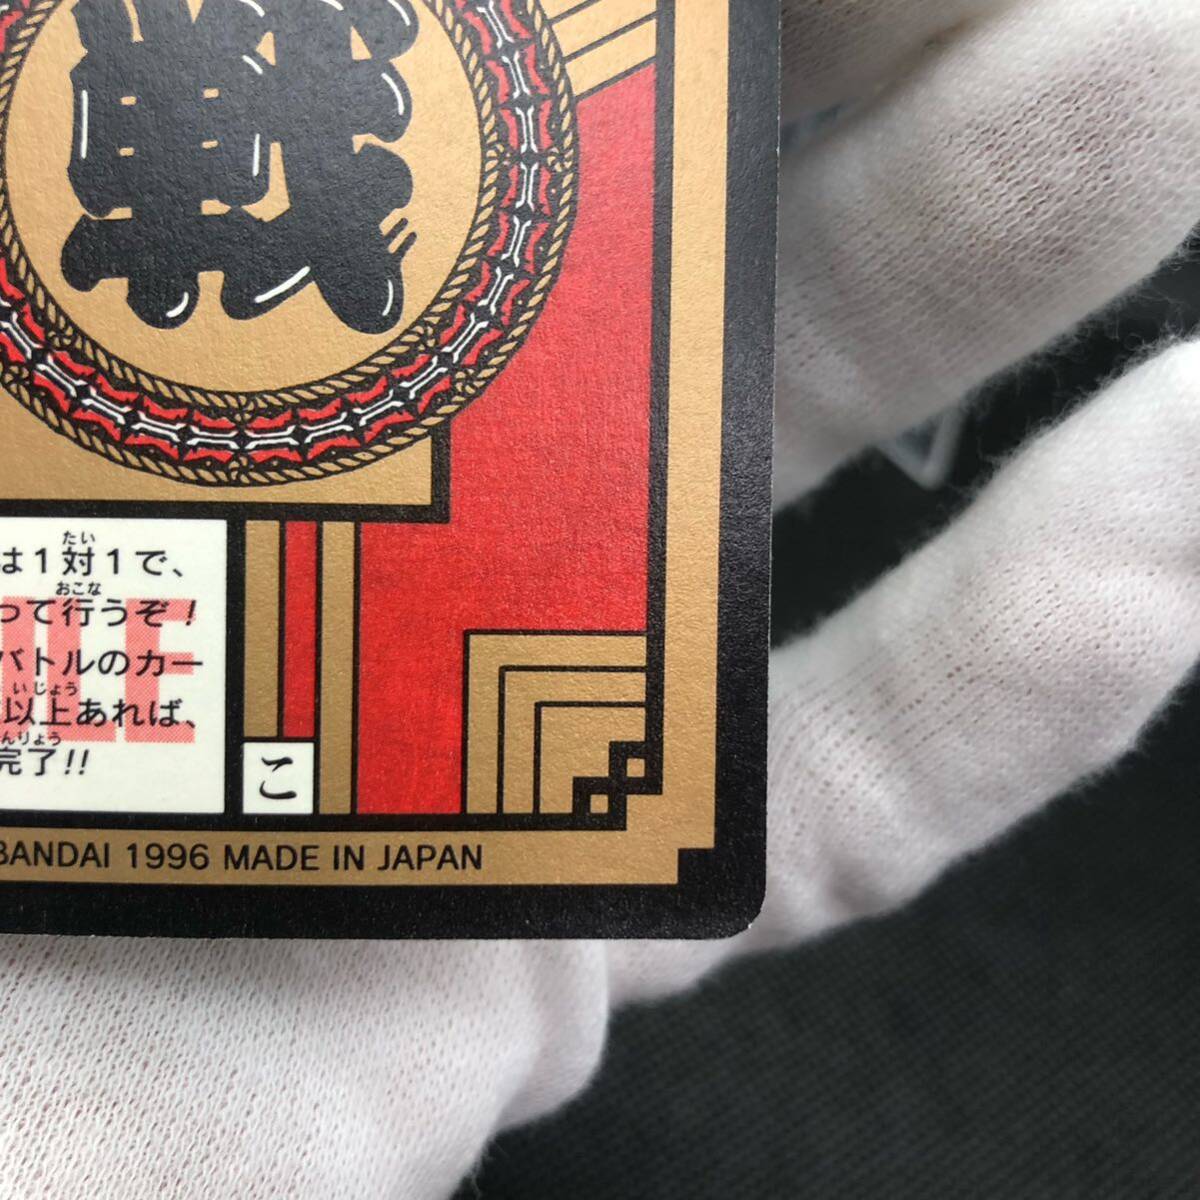 戦
は1対1で、
って行うぞ!
バトルのカー
以上あれば、
完了!!
こ
BANDAI 1996 MADE IN JAPAN